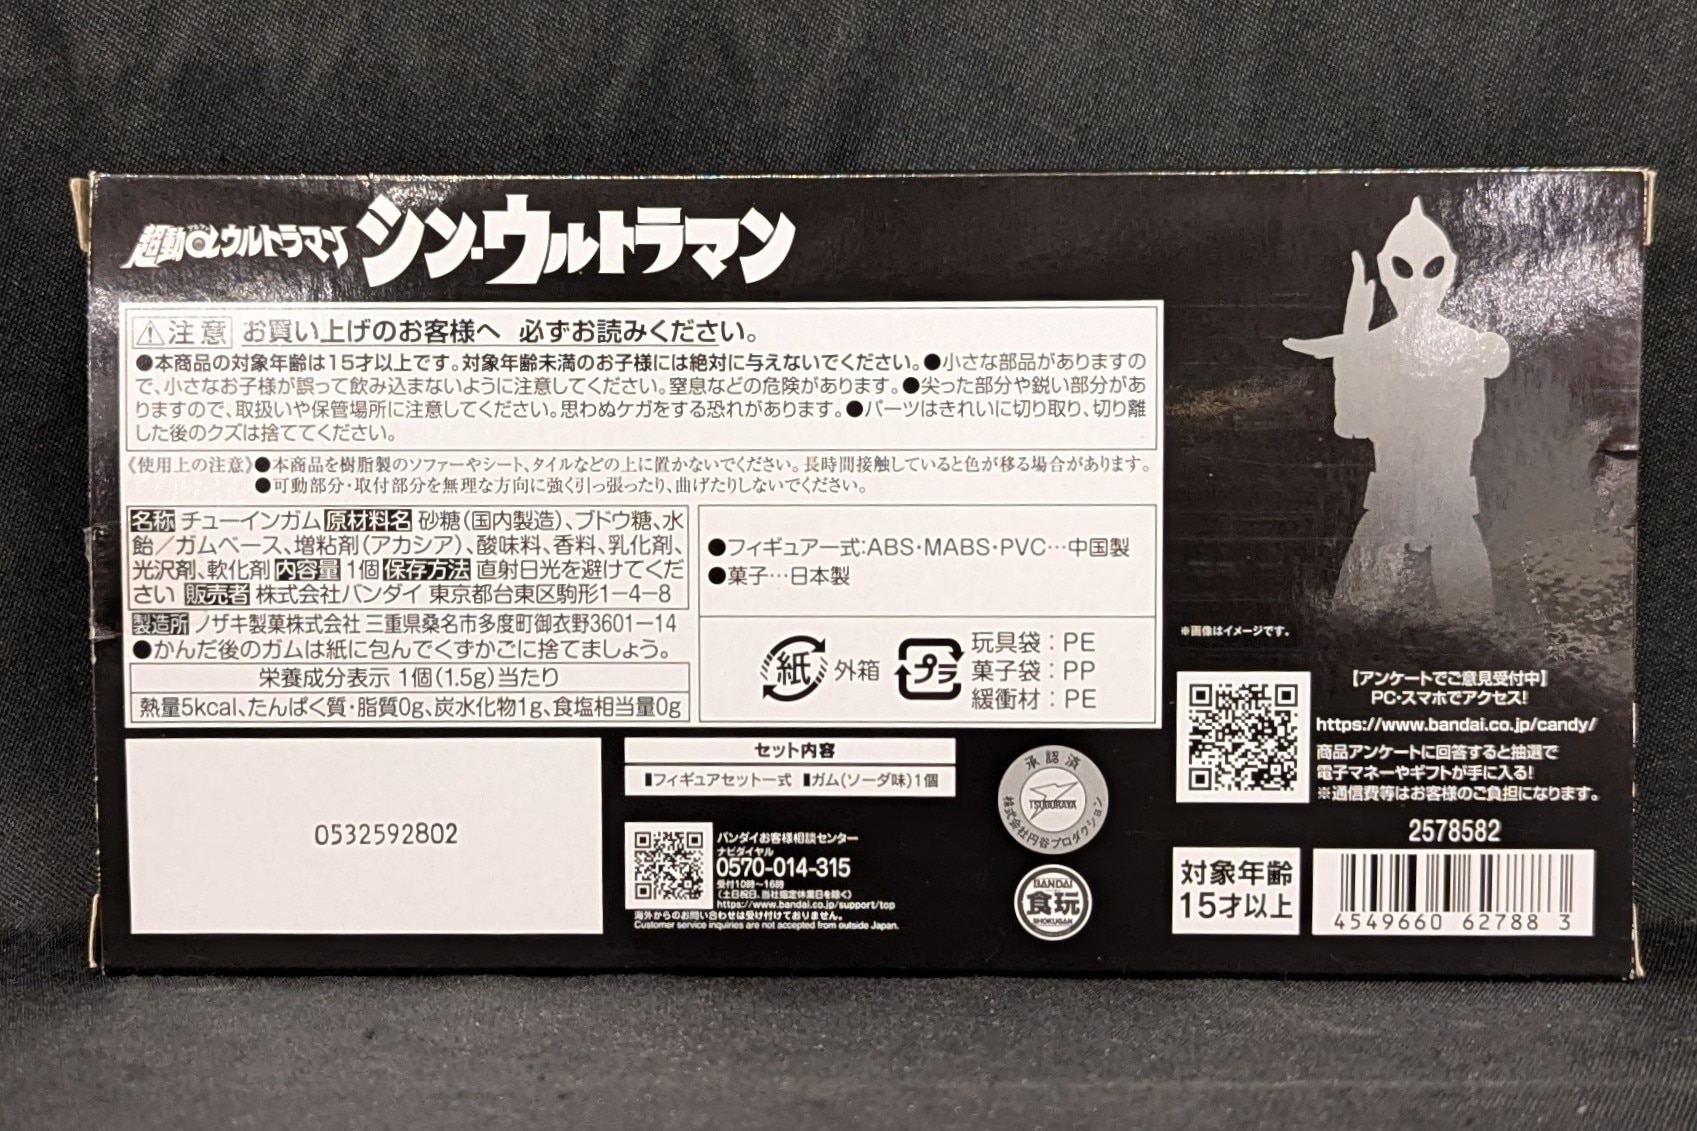 超動αウルトラマン シン・ウルトラマン
⚠注意 お買い上げのお客様へ 必ずお読みください。
●本商品の対象年齢は15才以上です。対象年齢未満のお子様には絶対に与えないでください。●小さな部品がありますの
で、小さなお子様が誤って飲み込まないように注意してください。窒息などの危険があります。●尖った部分や鋭い部分があ
りますので、取扱いや保管場所に注意してください。思わぬケガをする恐れがあります。●パーツはきれいに切り取り、切り離
した後のクズは捨ててください。
《使用上の注意》●本商品を樹脂製のソファーやシート、タイルなどの上に置かないでください。長時間接触していると色が移る場合があります。
●可動部分・取付部分を無理な方向に強く引っ張ったり、曲げたりしないでください。
名称 チューインガム 原材料名 砂糖(国内製造)、ブドウ糖、水
飴／ガムベース、増粘剤(アカシア)、酸味料、香料、乳化剤、
光沢剤、軟化剤 内容量 1個 保存方法 直射日光を避けてくだ
さい 販売者 株式会社バンダイ 東京都台東区駒形1-4-8
製造所 ノザキ製菓株式会社 三重県桑名市多度町御衣野3601-14
●かんだ後のガムは紙に包んでくずかごに捨てましょう。
栄養成分表示 1個(1.5g)当たり
熱量5kcal、たんぱく質・脂質0g、炭水化物1g、食塩相当量0g
●フィギュア一式:ABS・MABS・PVC…中国製
●菓子…日本製
紙 外箱
プラ
玩具袋:PE
菓子袋:PP
緩衝材:PE
※画像はイメージです。
【アンケートでご意見受付中】
PC・スマホでアクセス!
https://www.bandai.co.jp/candy/
商品アンケートに回答すると抽選で
電子マネーやギフトが手に入る!
※通信費等はお客様のご負担になります。
0532592802
セット内容
▮フィギュアセット一式 ▮ガム(ソーダ味)1個
バンダイお客様相談センター
ナビダイヤル
0570-014-315
受付10時～16時
(土日祝日、当社指定休業日を除く)
https://www.bandai.co.jp/support/top
海外からのお問い合わせは受け付けておりません。
Customer service inquiries are not accepted from outside Japan.
承認済
TSUBURAYA
株式会社円谷プロダクション
BANDAI
食玩
SHOKUGAN
対象年齢
15才以上
2578582
4549660 62788 3